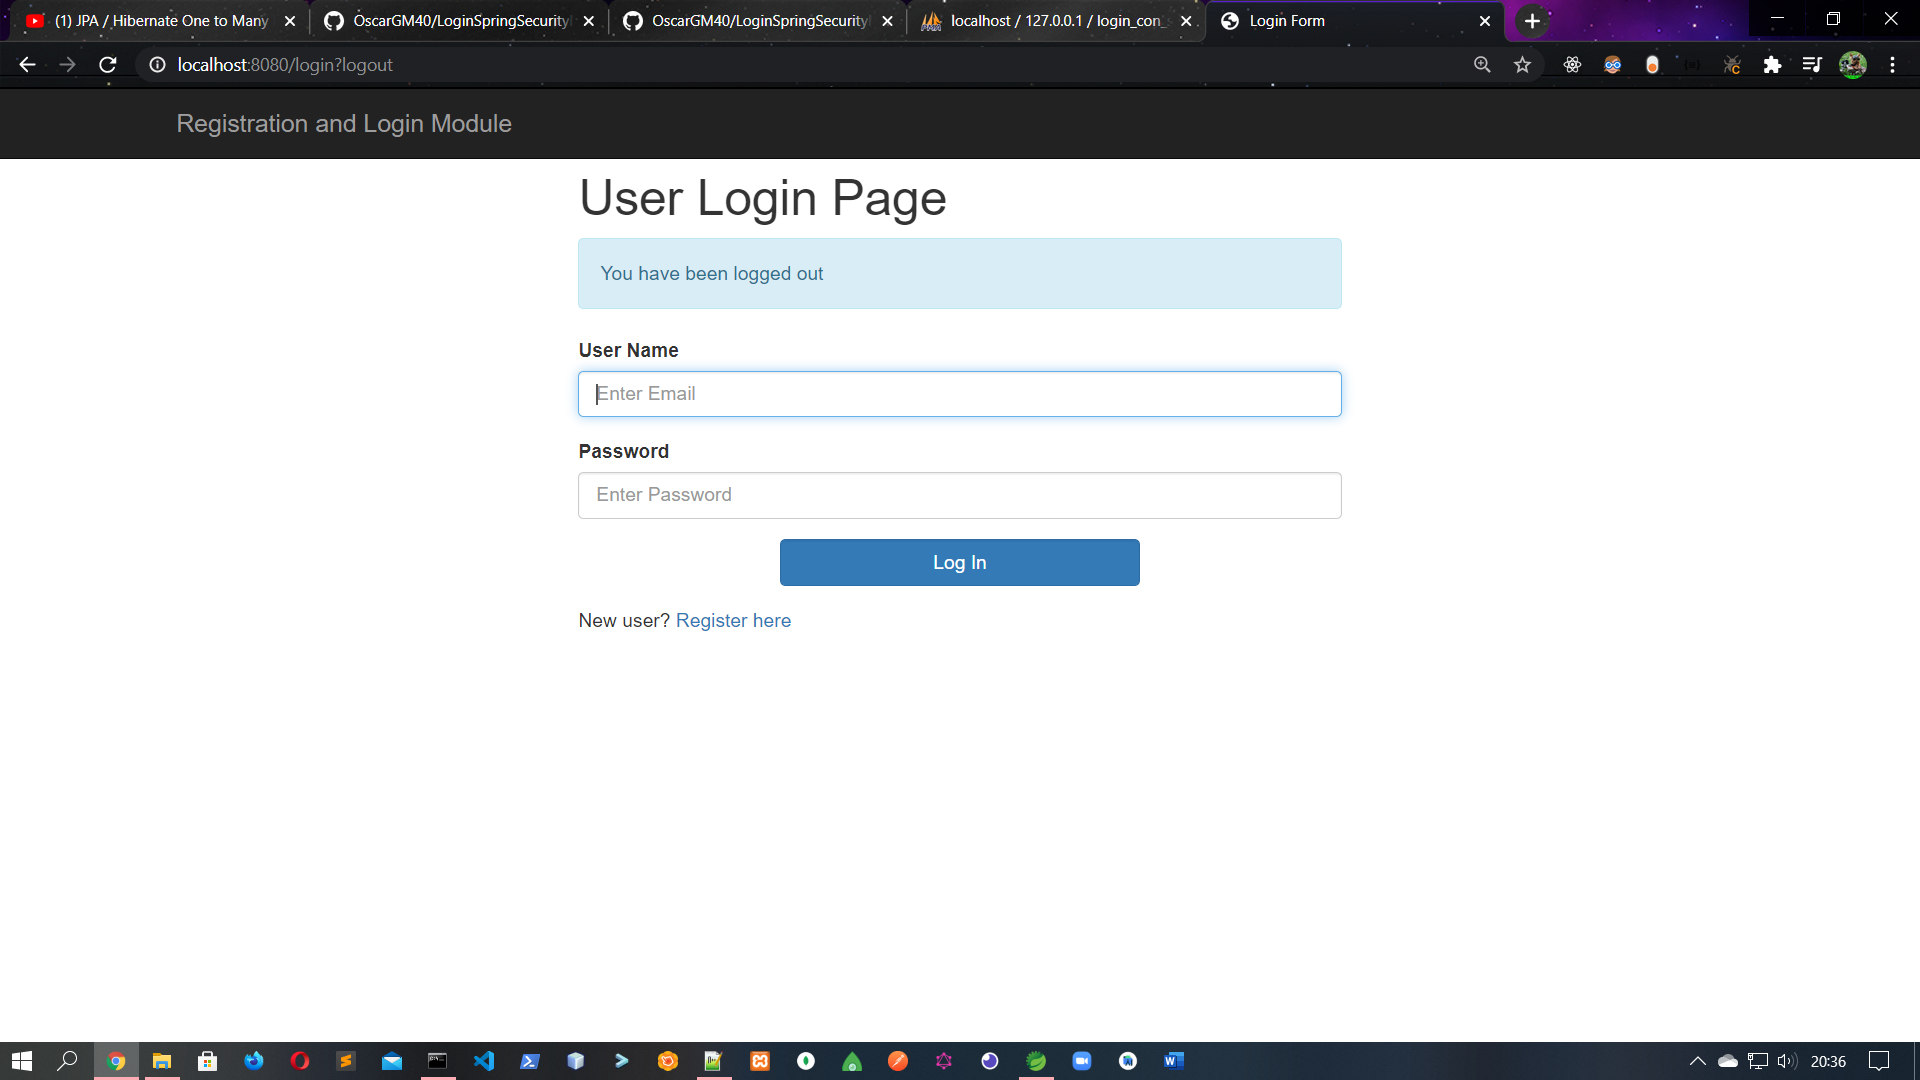 (1) JPA / Hibernate One to Many
OscarGM40/LoginSpringSecurity
OscarGM40/LoginSpringSecurity
localhost / 127.0.0.1 / login_con_
Login Form
localhost:8080/login?logout
Registration and Login Module
User Login Page
You have been logged out
User Name
Enter Email
Password
Enter Password
Log In
New user? Register here
20:36